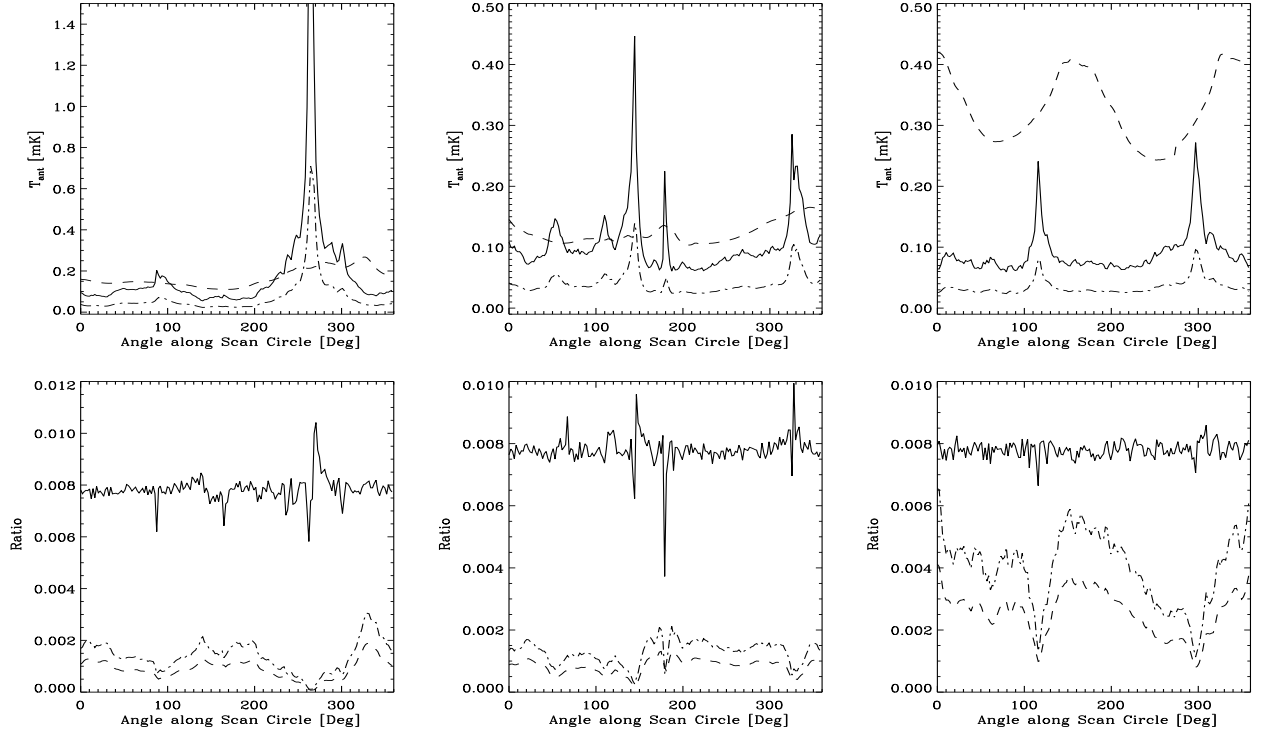 1.4
1.2
1.0
0.8
0.6
0.4
0.2
0.0
T_ant [mK]
0 100 200 300
Angle along Scan Circle [Deg]
0.50
0.40
0.30
0.20
0.10
0.00
T_ant [mK]
0 100 200 300
Angle along Scan Circle [Deg]
0.50
0.40
0.30
0.20
0.10
0.00
T_ant [mK]
0 100 200 300
Angle along Scan Circle [Deg]
0.012
0.010
0.008
0.006
0.004
0.002
0.000
Ratio
0 100 200 300
Angle along Scan Circle [Deg]
0.010
0.008
0.006
0.004
0.002
0.000
Ratio
0 100 200 300
Angle along Scan Circle [Deg]
0.010
0.008
0.006
0.004
0.002
0.000
Ratio
0 100 200 300
Angle along Scan Circle [Deg]